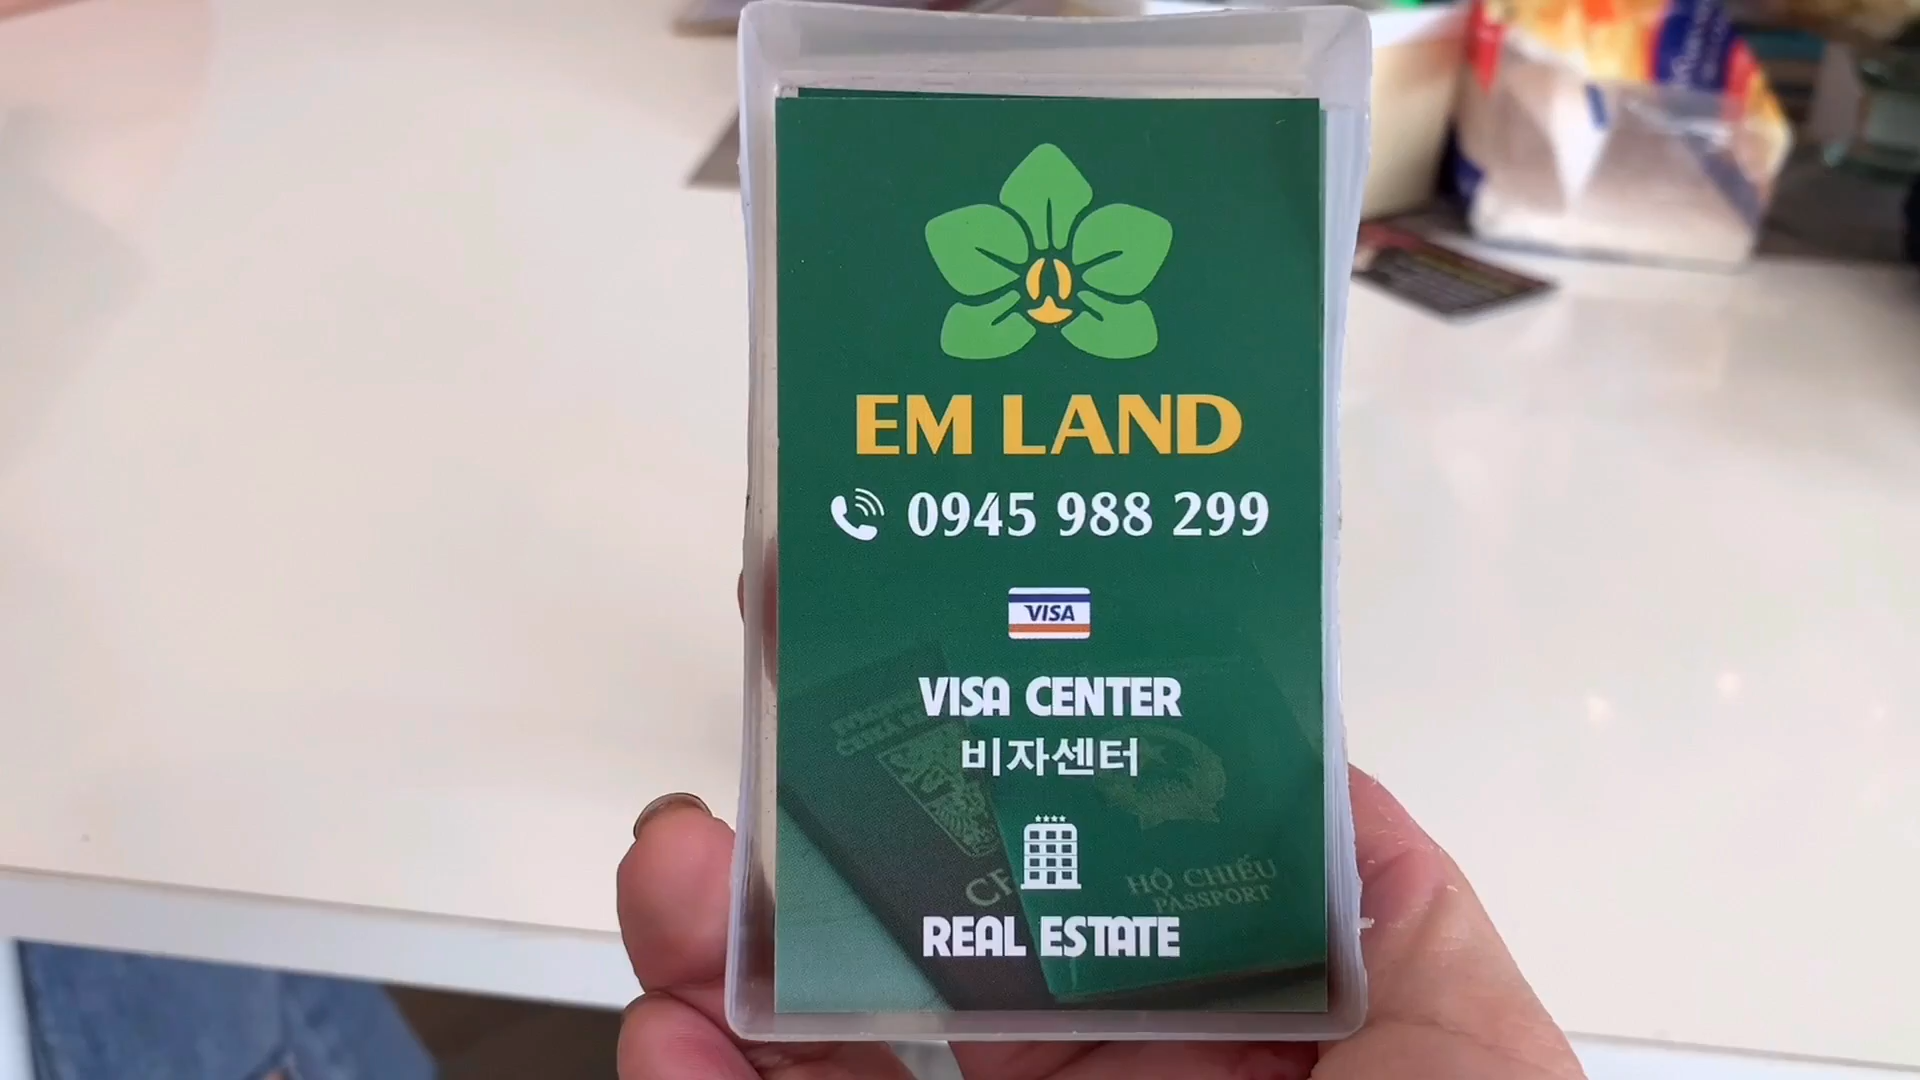 EM LAND
0945 988 299
VISA
VISA CENTER
비자센터
HỘ CHIẾU
PASSPORT
REAL ESTATE